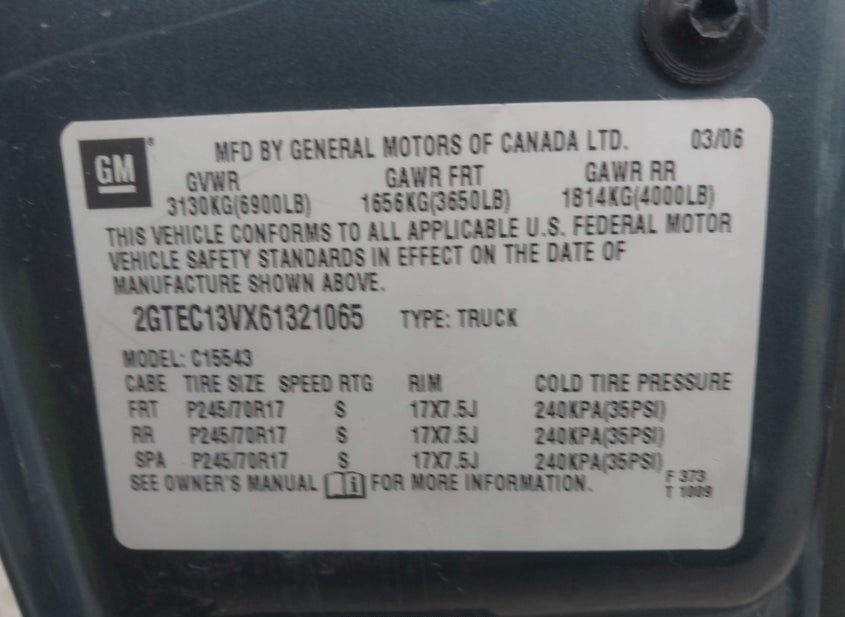 GM®
MFD BY GENERAL MOTORS OF CANADA LTD. 03/06
GVWR GAWR FRT GAWR RR
3130KG(6900LB) 1656KG(3650LB) 1814KG(4000LB)
THIS VEHICLE CONFORMS TO ALL APPLICABLE U.S. FEDERAL MOTOR
VEHICLE SAFETY STANDARDS IN EFFECT ON THE DATE OF
MANUFACTURE SHOWN ABOVE.
2GTEC13VX61321065 TYPE: TRUCK
MODEL: C15543
CABE TIRE SIZE SPEED RTG RIM COLD TIRE PRESSURE
FRT P245/70R17 S 17X7.5J 240KPA(35PSI)
RR P245/70R17 S 17X7.5J 240KPA(35PSI)
SPA P245/70R17 S 17X7.5J 240KPA(35PSI)
SEE OWNER'S MANUAL i FOR MORE INFORMATION.
F 373
T 1009